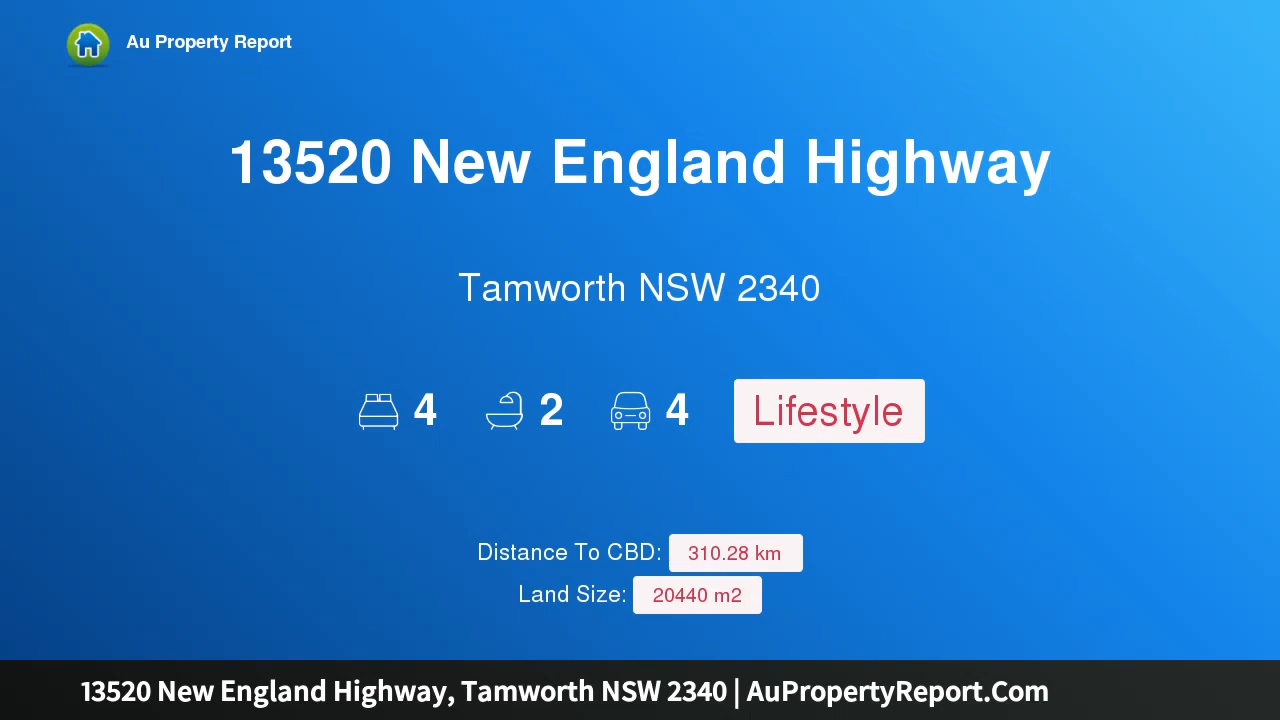 Au Property Report
13520 New England Highway
Tamworth NSW 2340
4 2 4 Lifestyle
Distance To CBD: 310.28 km
Land Size: 20440 m2
13520 New England Highway, Tamworth NSW 2340 | AuPropertyReport.Com